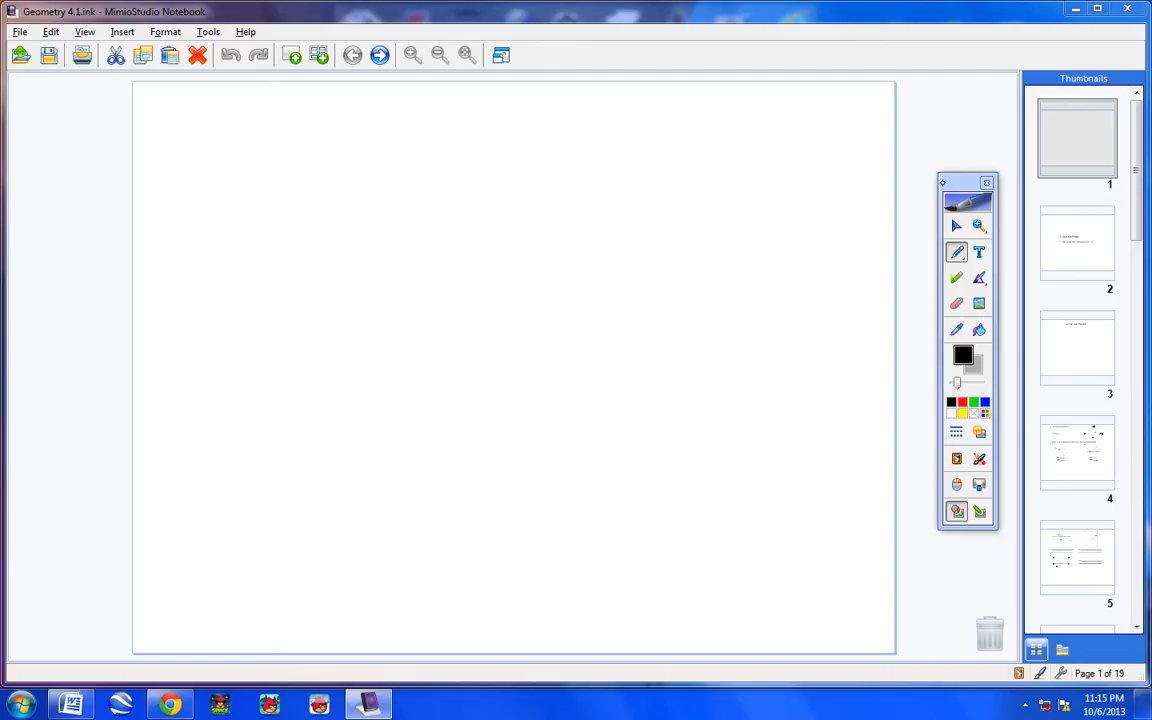 Geometry 4.1.ink - MimioStudio Notebook
File Edit View Insert Format Tools Help
Thumbnails
1
2
3
4
5
T
W
Page 1 of 19
11:15 PM
10/6/2013